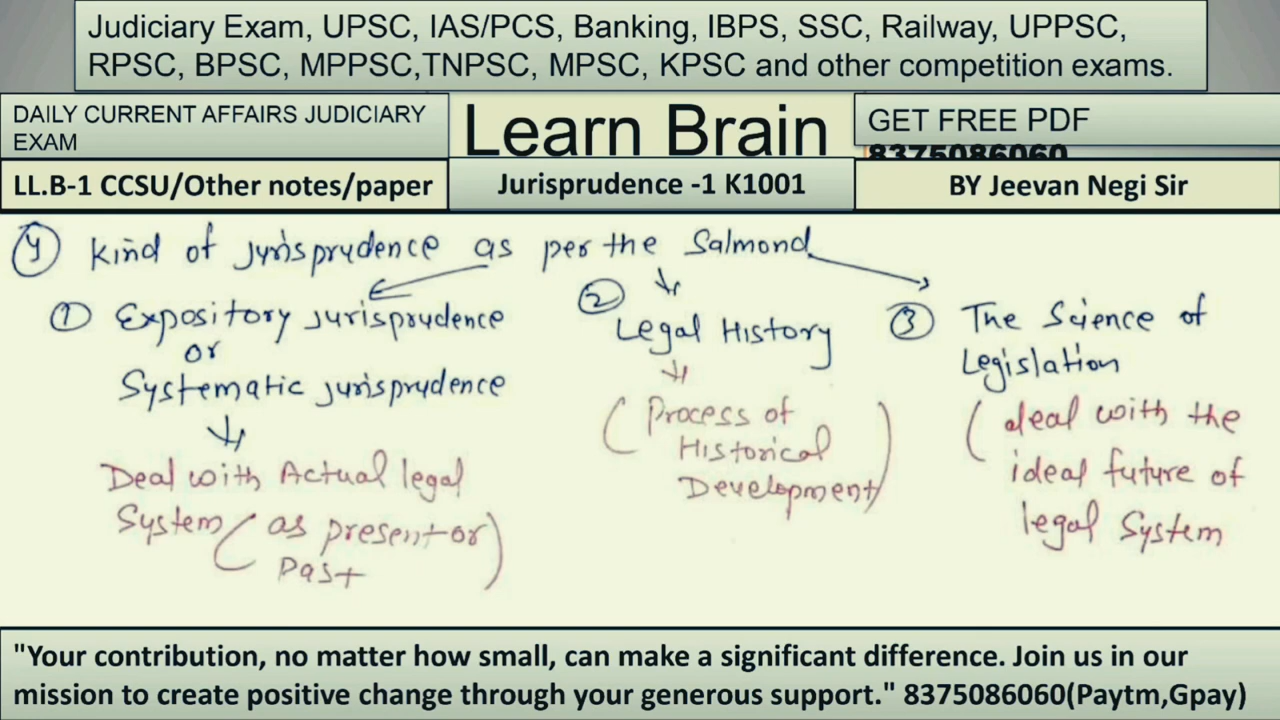 Judiciary Exam, UPSC, IAS/PCS, Banking, IBPS, SSC, Railway, UPPSC,
RPSC, BPSC, MPPSC,TNPSC, MPSC, KPSC and other competition exams.
DAILY CURRENT AFFAIRS JUDICIARY
EXAM
Learn Brain
GET FREE PDF
8375086060
LL.B-1 CCSU/Other notes/paper
Jurisprudence -1 K1001
BY Jeevan Negi Sir
4 Kind of Jurisprudence as per the Salmond
1 Expository jurisprudence
or
Systematic jurisprudence
Deal with Actual legal
System (as present or
Past)
2
Legal History
(Process of
Historical
Development)
3 The Science of
Legislation
(deal with the
ideal future of
legal System
"Your contribution, no matter how small, can make a significant difference. Join us in our
mission to create positive change through your generous support." 8375086060(Paytm,Gpay)